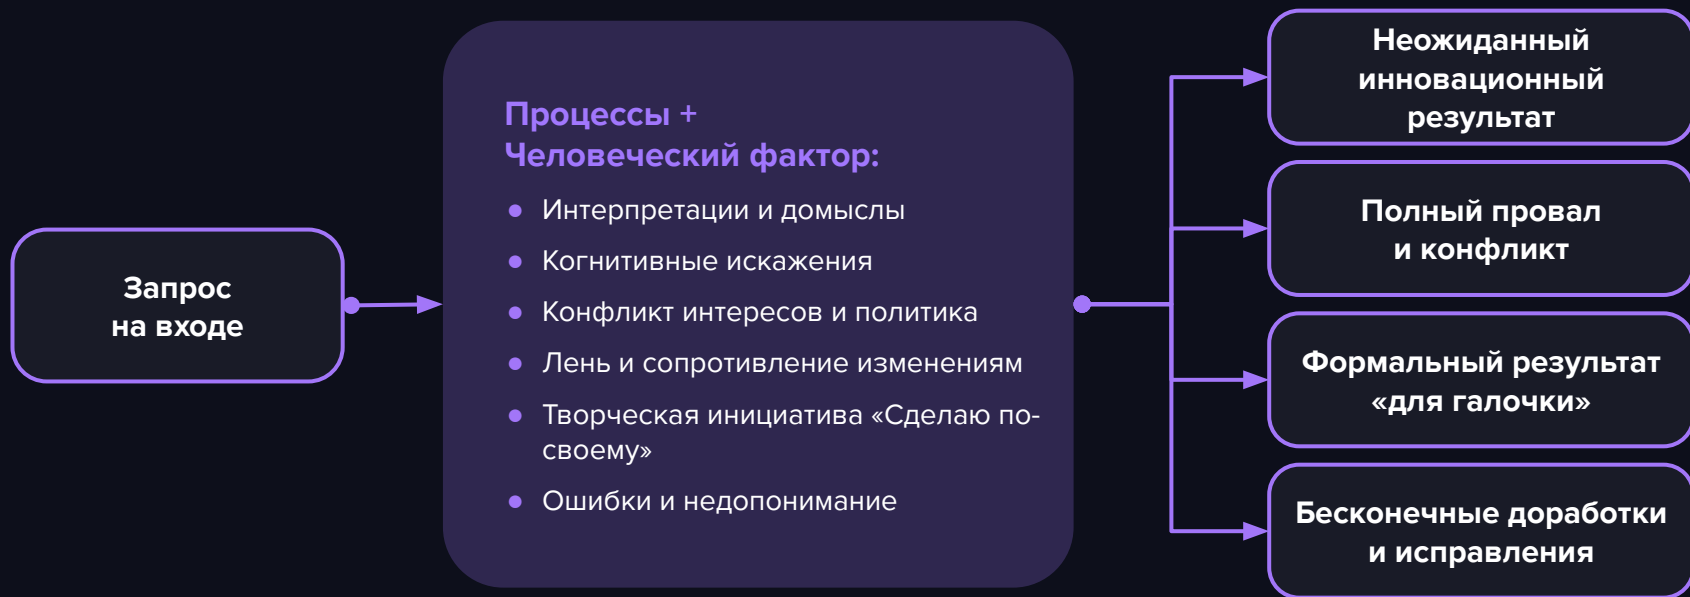 Запрос
на входе
Процессы +
Человеческий фактор:
● Интерпретации и домыслы
● Когнитивные искажения
● Конфликт интересов и политика
● Лень и сопротивление изменениям
● Творческая инициатива «Сделаю по-
своему»
● Ошибки и недопонимание
Неожиданный
инновационный
результат
Полный провал
и конфликт
Формальный результат
«для галочки»
Бесконечные доработки
и исправления